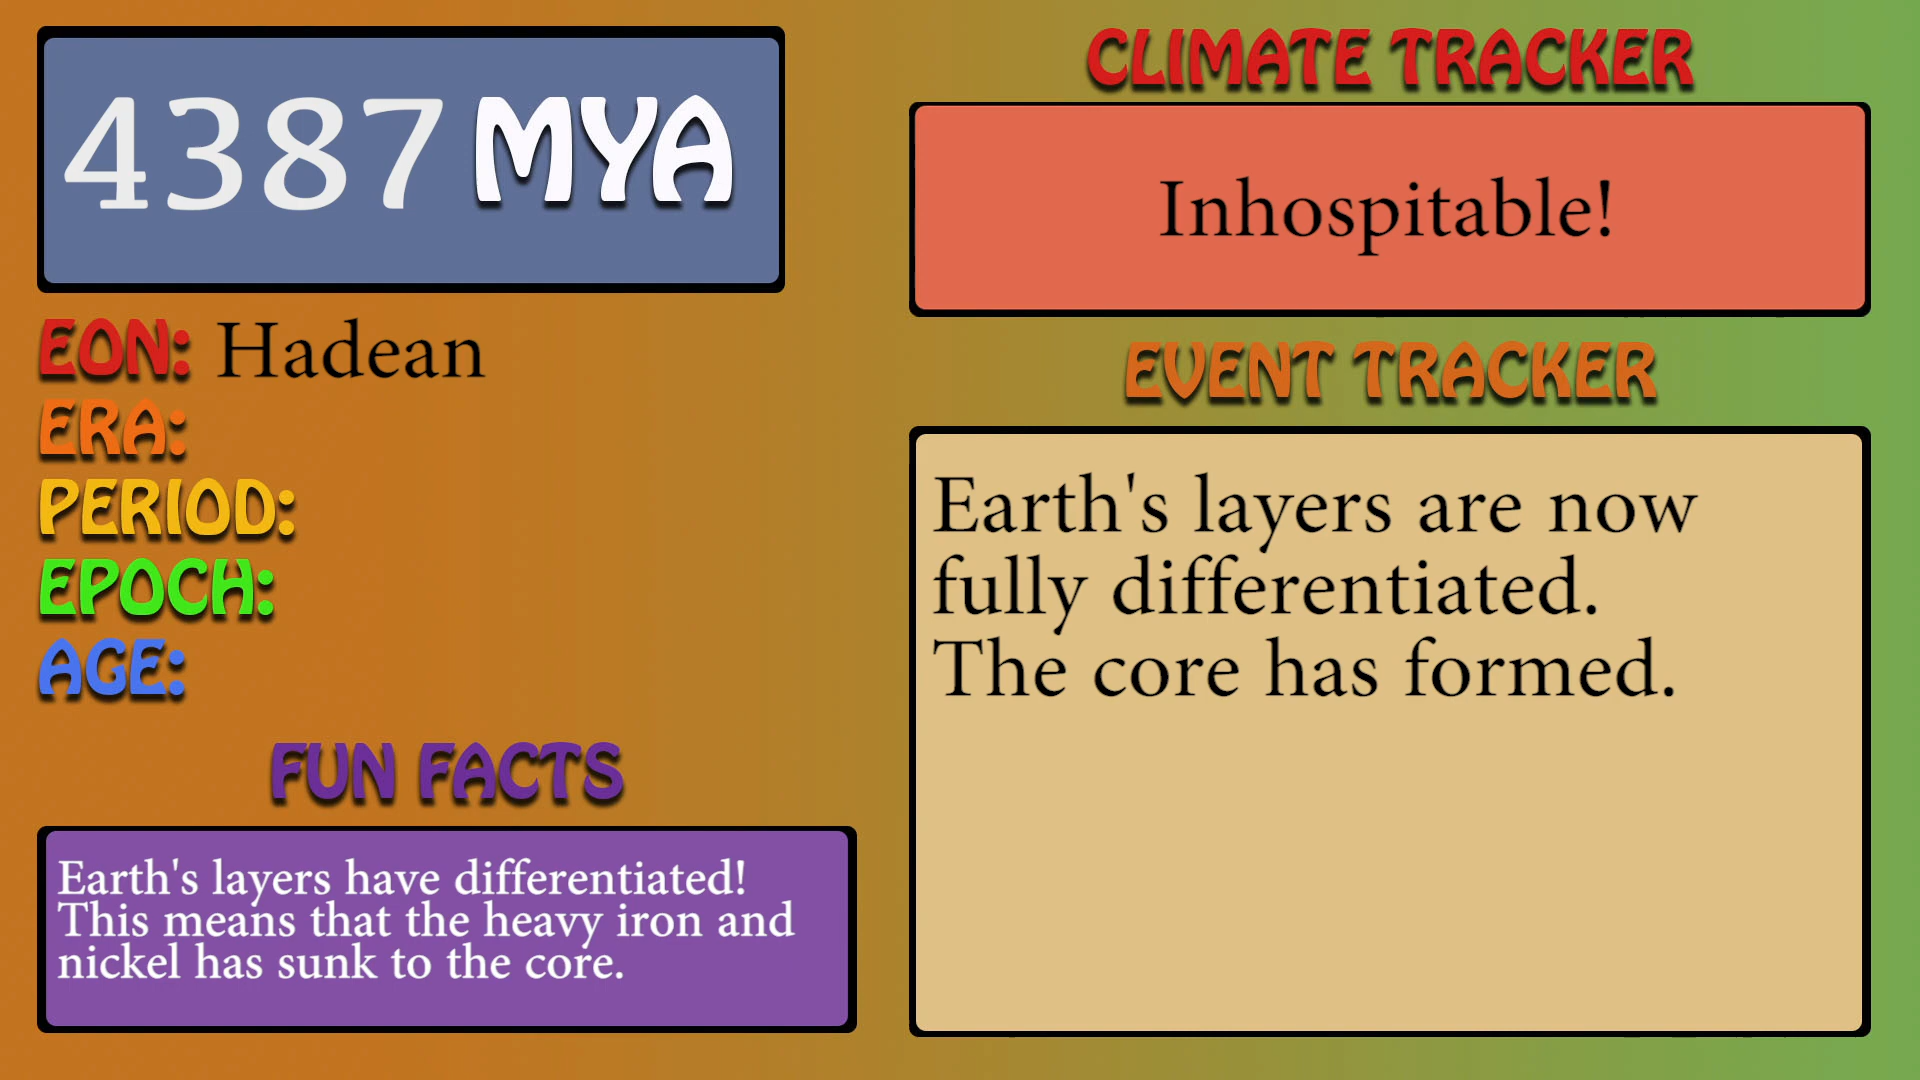 4387 MYA
EON: Hadean
ERA:
PERIOD:
EPOCH:
AGE:
FUN FACTS
Earth's layers have differentiated!
This means that the heavy iron and
nickel has sunk to the core.
CLIMATE TRACKER
Inhospitable!
EVENT TRACKER
Earth's layers are now
fully differentiated.
The core has formed.